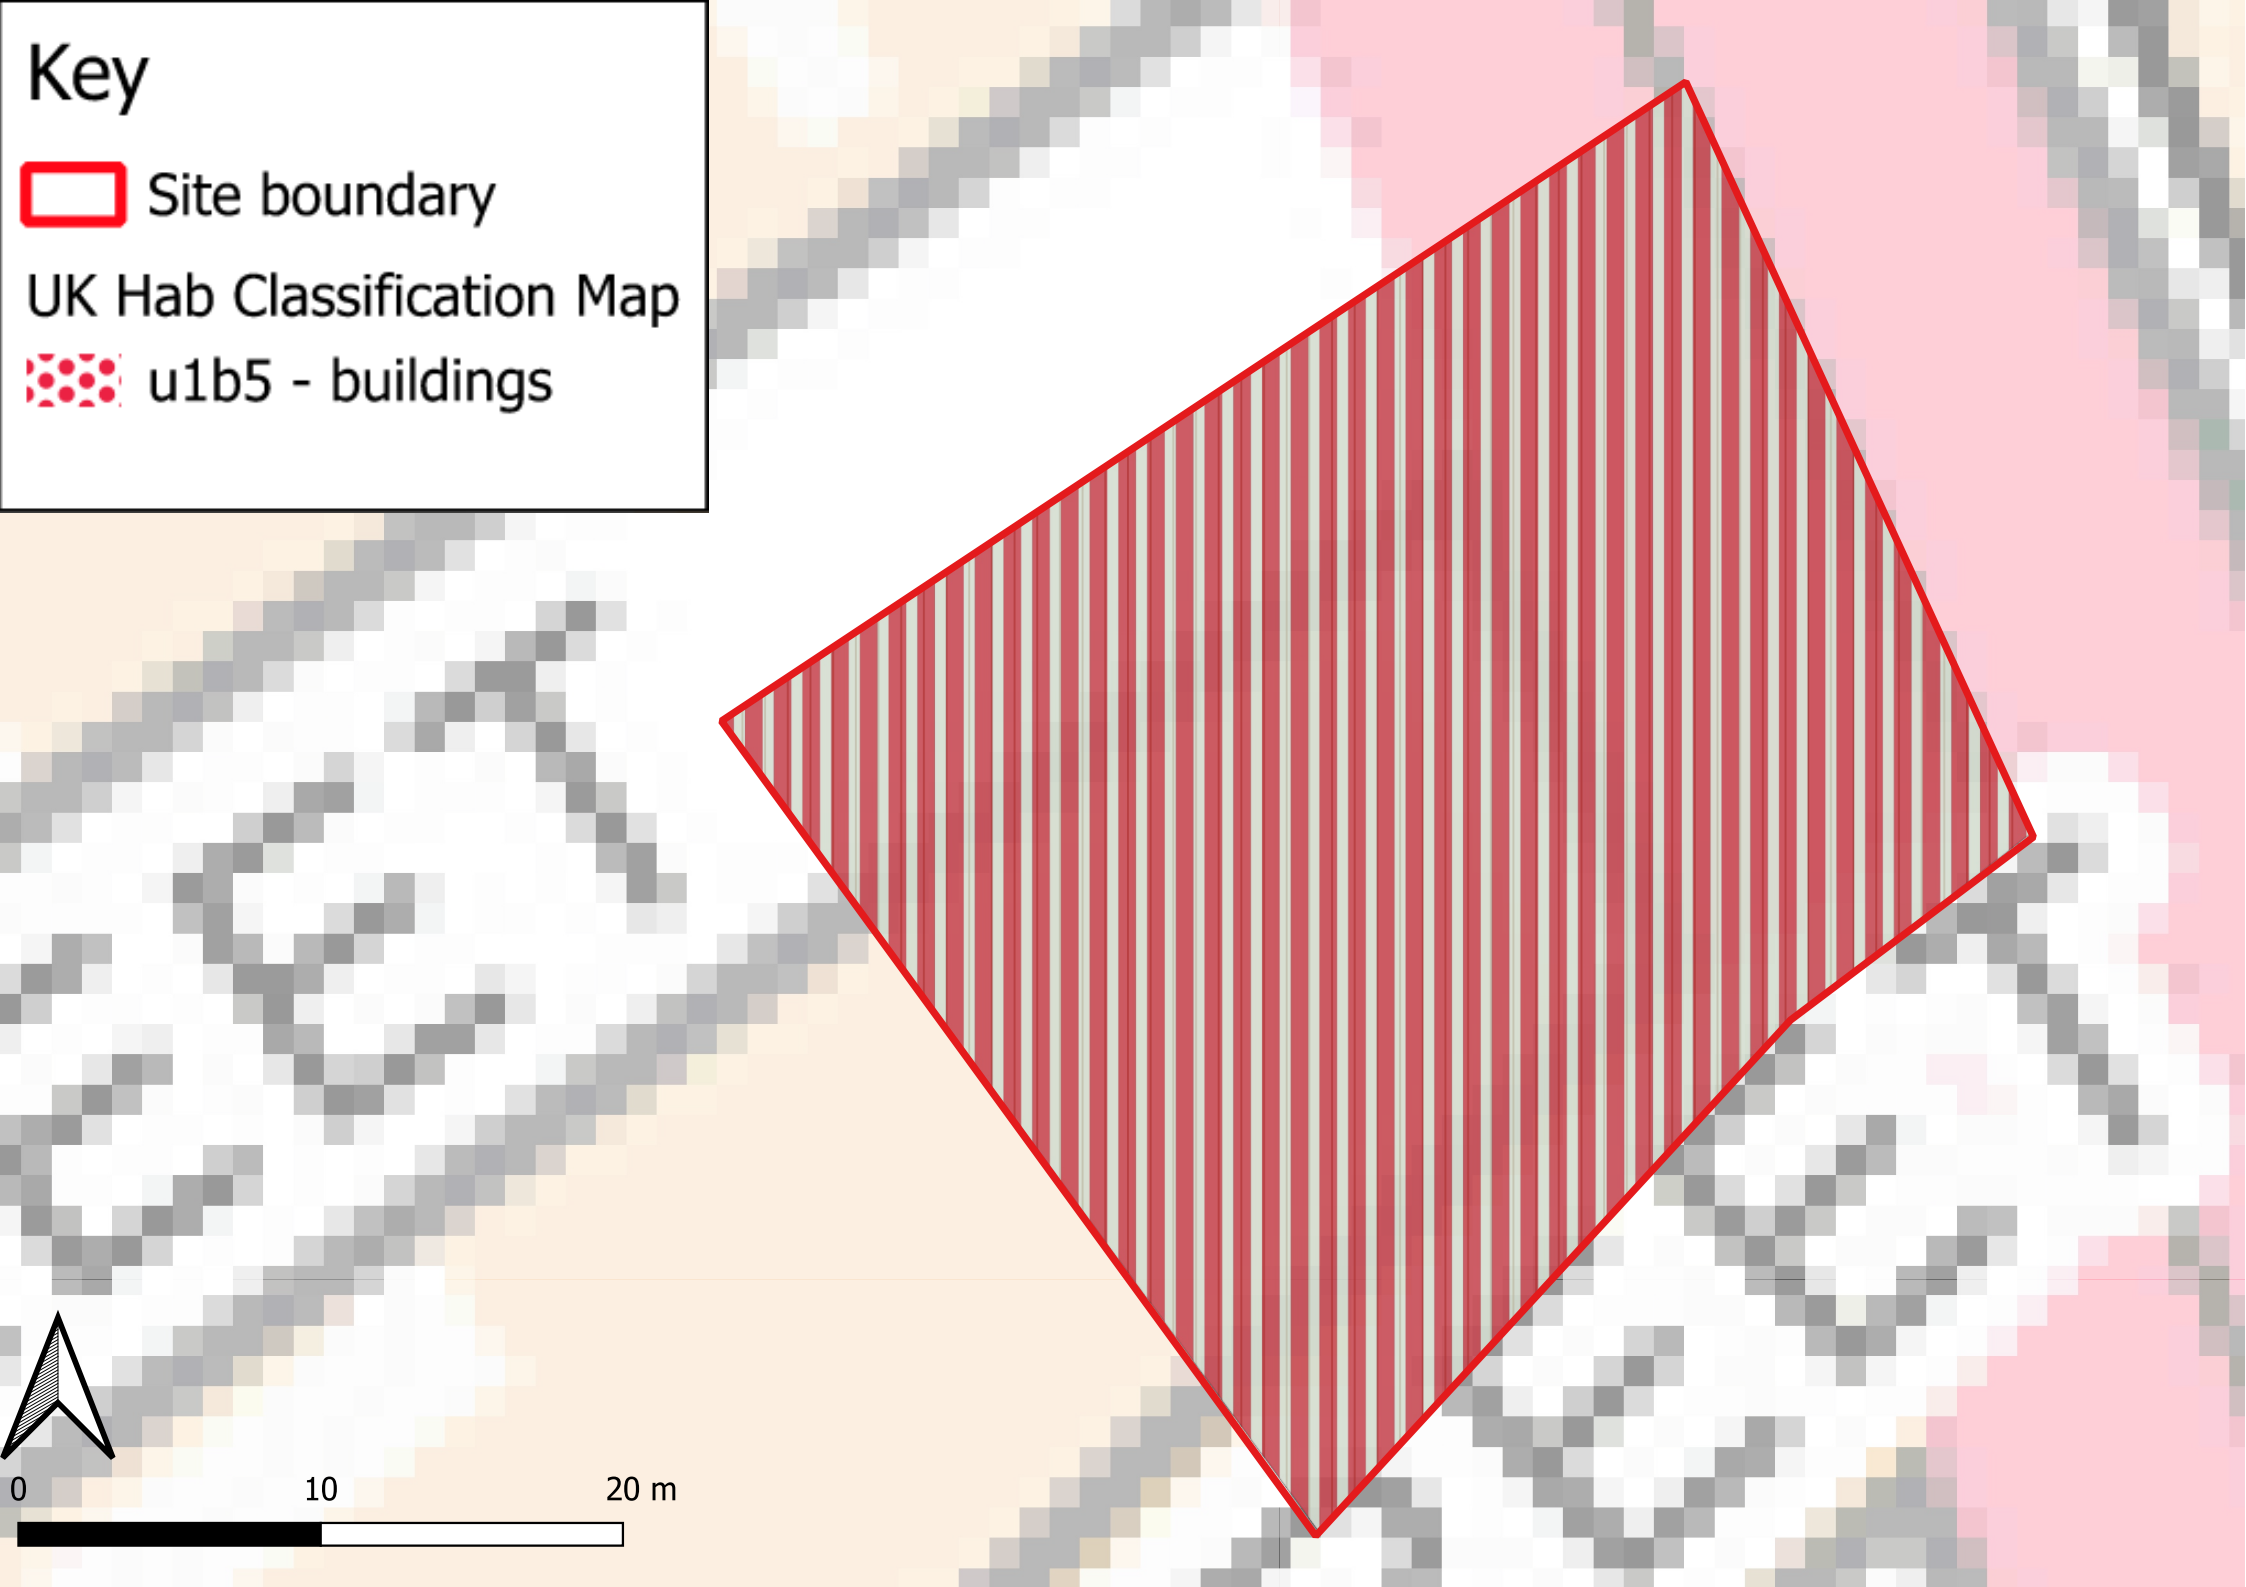 Key
Site boundary
UK Hab Classification Map
u1b5 - buildings
0 10 20 m